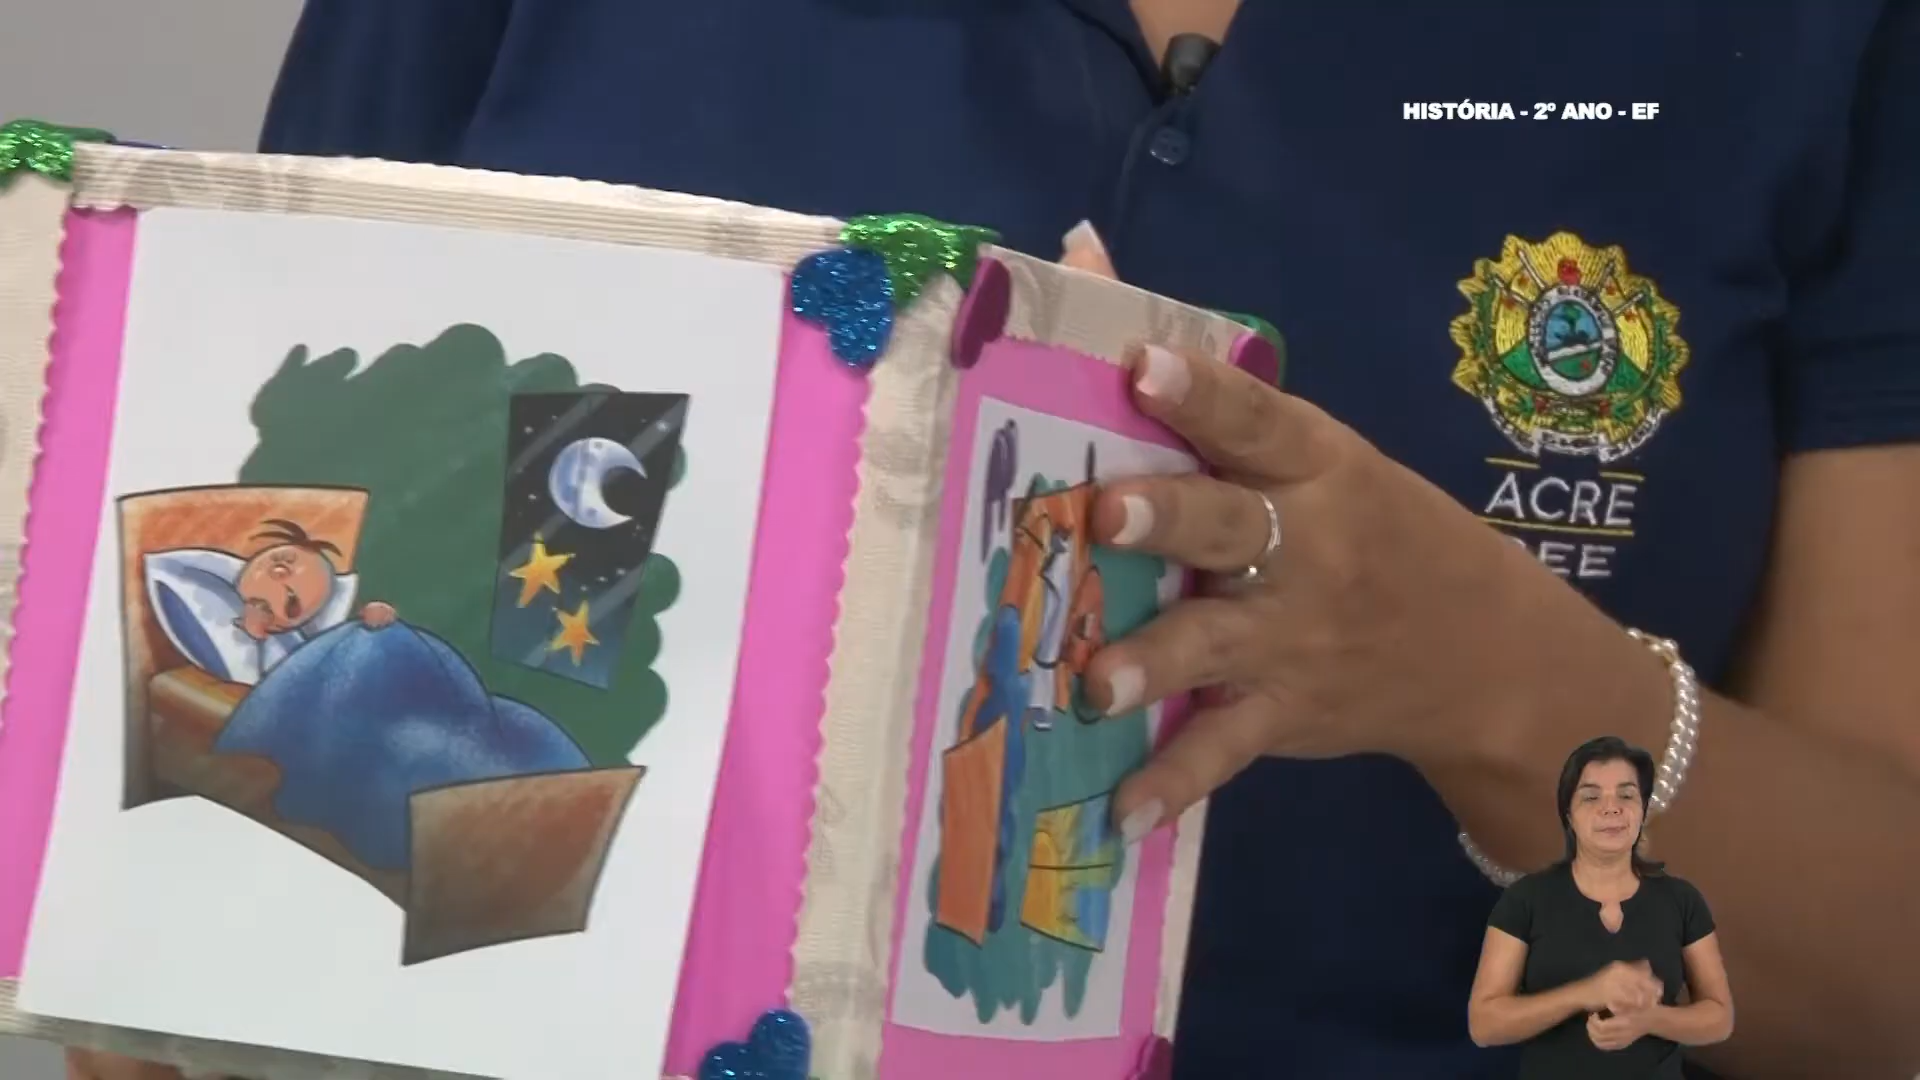 HISTÓRIA - 2º ANO - EF
ACRE